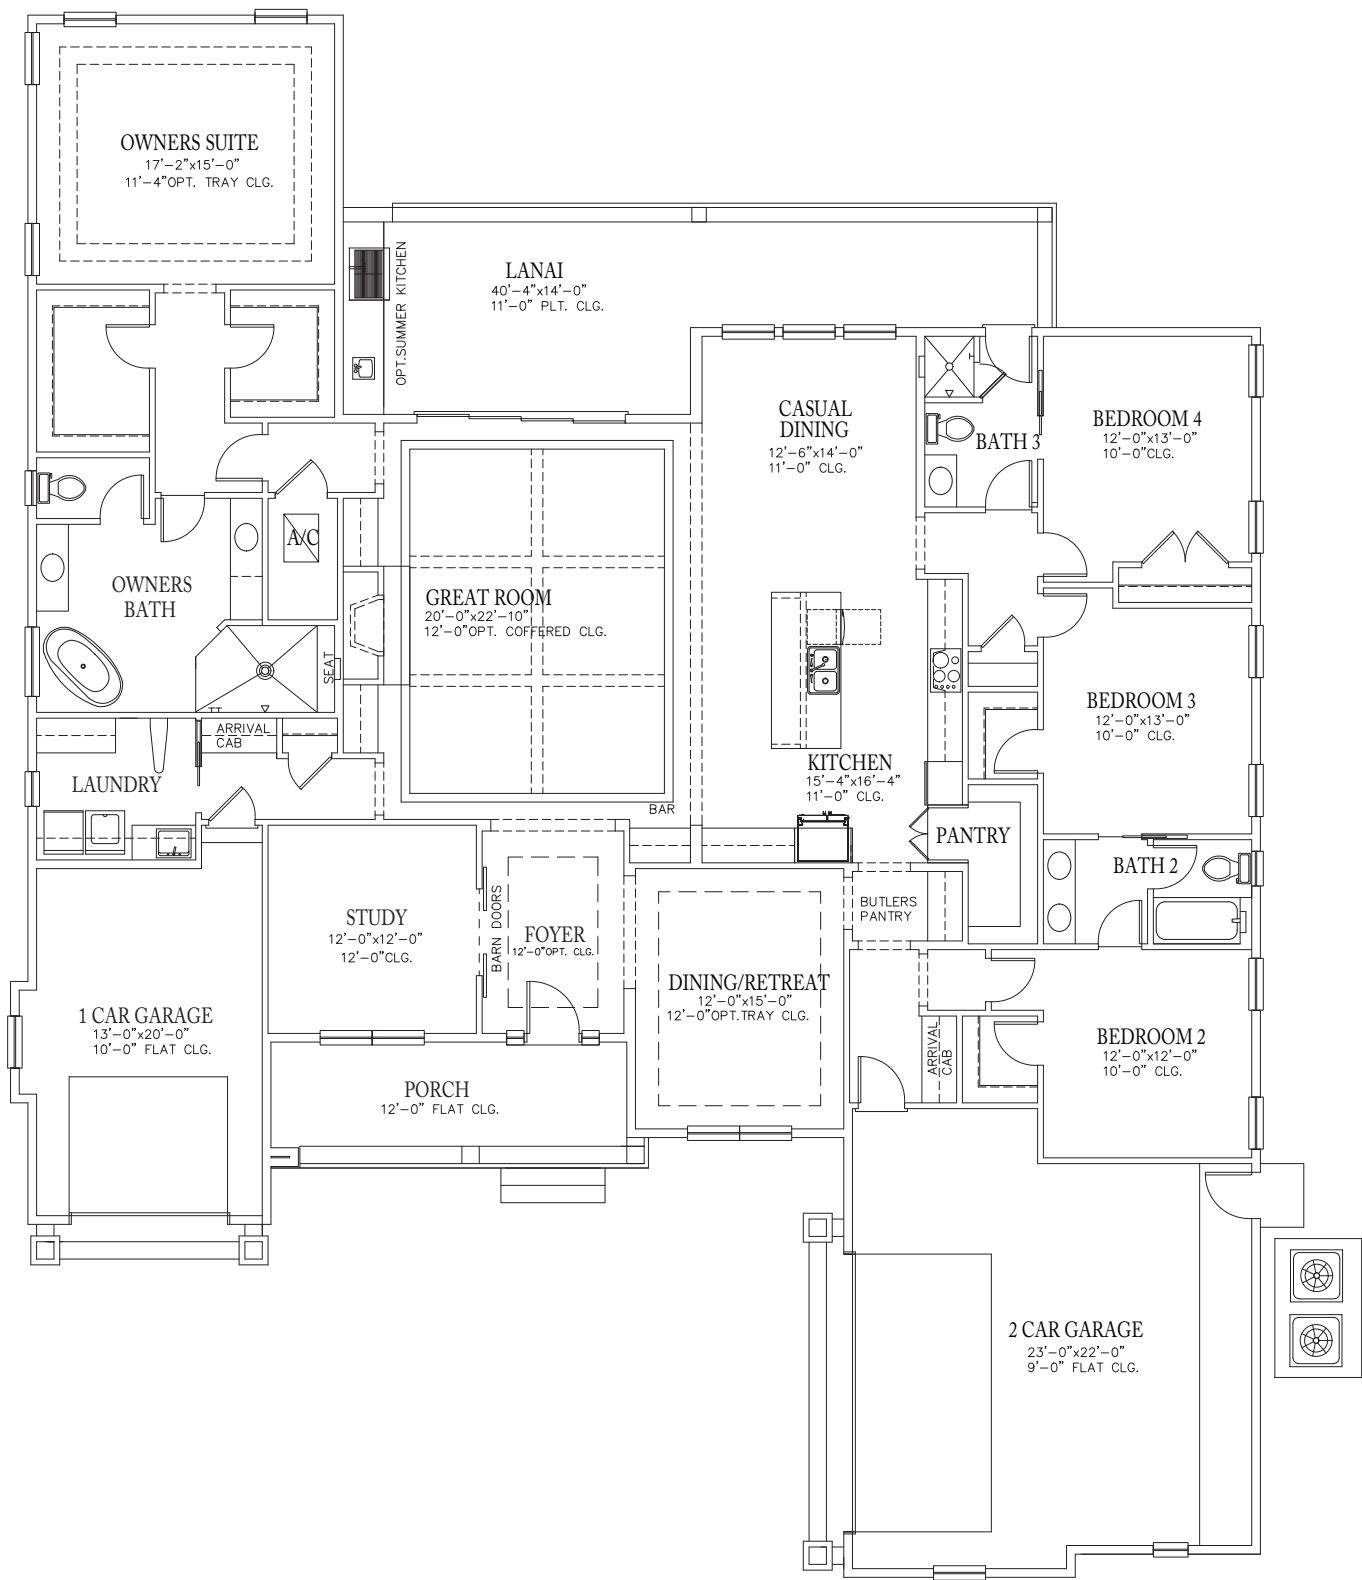 OWNERS SUITE
17'-2"x15'-0"
11'-4"OPT. TRAY CLG.
OPT.SUMMER KITCHEN
LANAI
40'-4"x14'-0"
11'-0" PLT. CLG.
CASUAL
DINING
12'-6"x14'-0"
11'-0" CLG.
BATH 3
BEDROOM 4
12'-0"x13'-0"
10'-0"CLG.
A/C
OWNERS
BATH
GREAT ROOM
20'-0"x22'-10"
12'-0"OPT. COFFERED CLG.
SEAT
BEDROOM 3
12'-0"x13'-0"
10'-0" CLG.
ARRIVAL
CAB
LAUNDRY
KITCHEN
15'-4"x16'-4"
11'-0" CLG.
BAR
PANTRY
BATH 2
BUTLERS
PANTRY
STUDY
12'-0"x12'-0"
12'-0"CLG.
BARN DOORS
FOYER
12'-0"OPT. CLG.
DINING/RETREAT
12'-0"x15'-0"
12'-0"OPT.TRAY CLG.
1 CAR GARAGE
13'-0"x20'-0"
10'-0" FLAT CLG.
ARRIVAL
CAB
BEDROOM 2
12'-0"x12'-0"
10'-0" CLG.
PORCH
12'-0" FLAT CLG.
2 CAR GARAGE
23'-0"x22'-0"
9'-0" FLAT CLG.